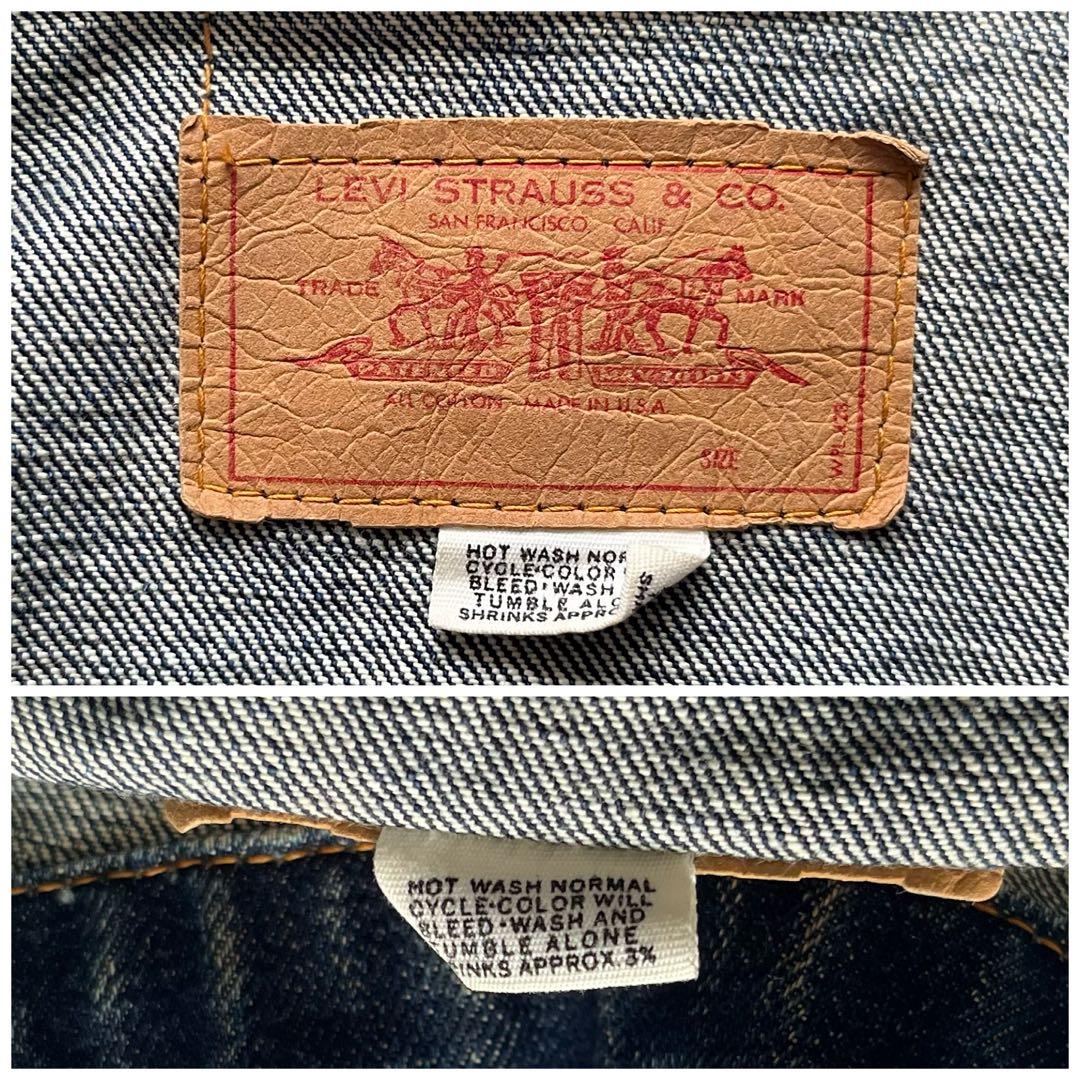 LEVI STRAUSS & CO.
SAN FRANCISCO, CALIF
TRADE MARK
ALL COTTON MADE IN U.S.A.
SIZE
HOT WASH NOR
CYCLE·COLOR
BLEED·WASH
TUMBLE ALO
SHRINKS APPRO
HOT WASH NORMAL
CYCLE·COLOR WILL
BLEED·WASH AND
TUMBLE ALONE
INKS APPROX. 3%